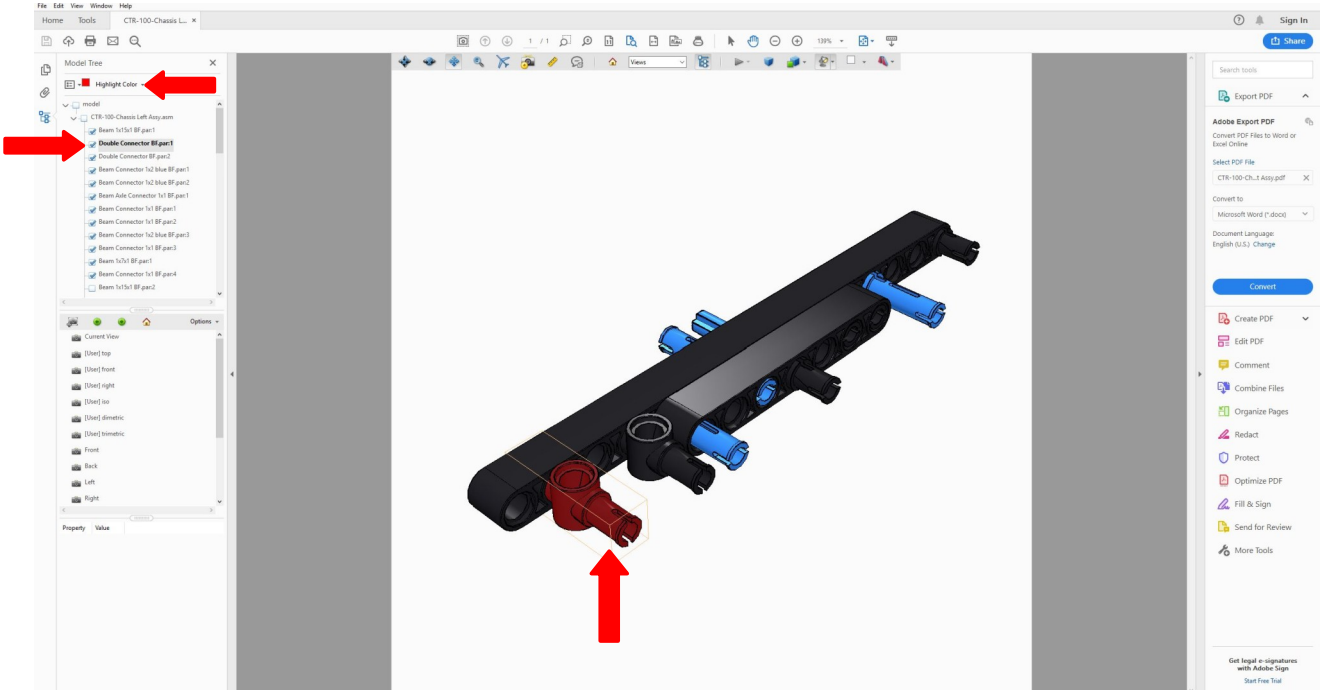 File Edit View Window Help
Home Tools CTR-100-Chassis L... × Sign In
1 / 1 139% Share
Model Tree ×
Highlight Color
model
CTR-100-Chassis Left Assy.asm
Beam 1x15x1 BF.par:1
Double Connector BF.par:1
Double Connector BF.par:2
Beam Connector 1x2 blue BF.par:1
Beam Connector 1x2 blue BF.par:2
Beam Axle Connector 1x1 BF.par:1
Beam Connector 1x1 BF.par:1
Beam Connector 1x1 BF.par:2
Beam Connector 1x2 blue BF.par:3
Beam Connector 1x1 BF.par:3
Beam 1x7x1 BF.par:1
Beam Connector 1x1 BF.par:4
Beam 1x15x1 BF.par:2
Options
Current View
[User] top
[User] front
[User] right
[User] iso
[User] dimetric
[User] trimetric
Front
Back
Left
Right
Property Value
Views
Search tools
Export PDF
Adobe Export PDF
Convert PDF Files to Word or
Excel Online
Select PDF File
CTR-100-Ch...t Assy.pdf ×
Convert to
Microsoft Word (*.docx)
Document Language:
English (U.S.) Change
Convert
Create PDF
Edit PDF
Comment
Combine Files
Organize Pages
Redact
Protect
Optimize PDF
Fill & Sign
Send for Review
More Tools
Get legal e-signatures
with Adobe Sign
Start Free Trial